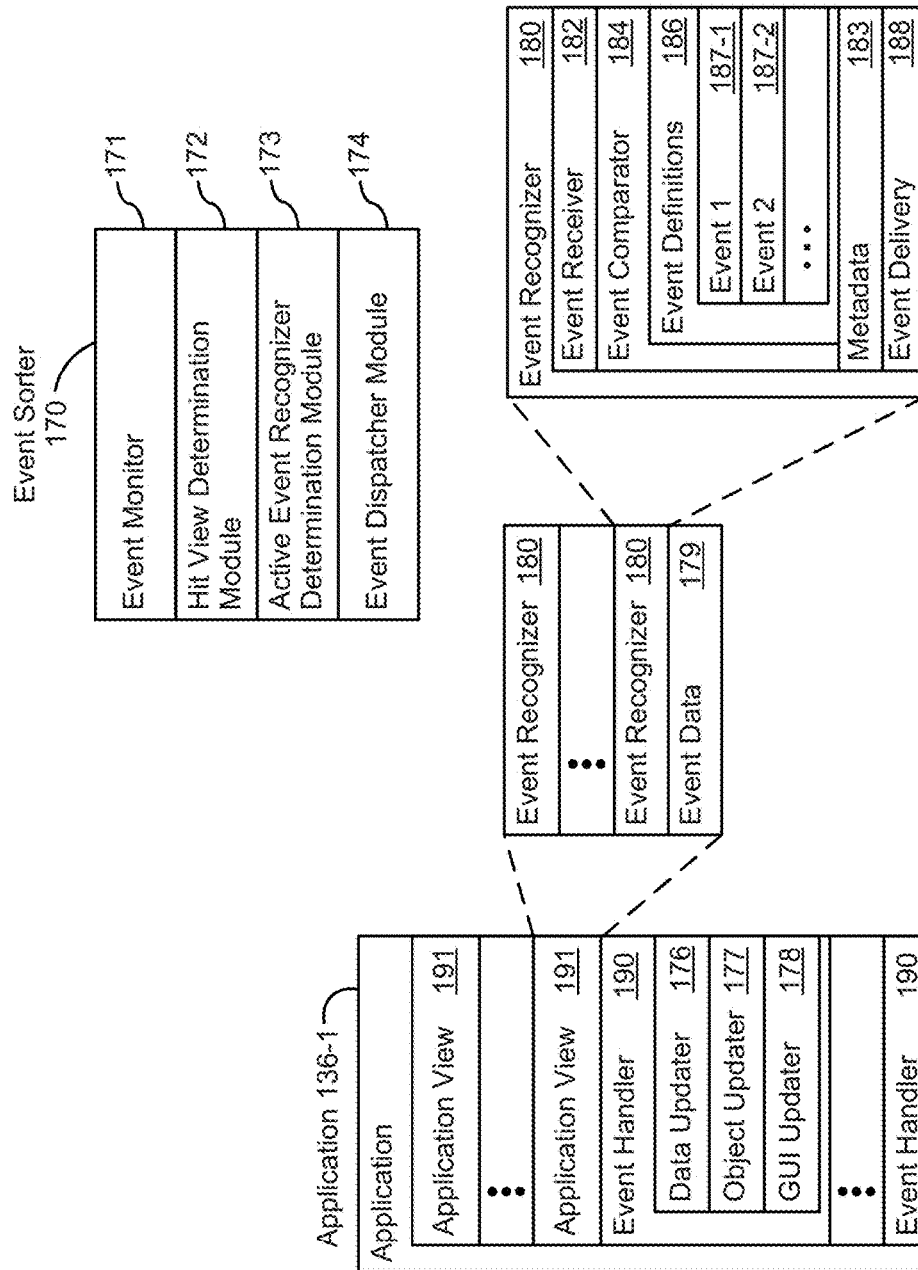 Event Sorter
170
Event Monitor
171
Hit View Determination
Module
172
Active Event Recognizer
Determination Module
173
Event Dispatcher Module
174
Application 136-1
Application
Application View 191
•••
Application View 191
Event Handler 190
Data Updater 176
Object Updater 177
GUI Updater 178
•••
Event Handler 190
Event Recognizer 180
•••
Event Recognizer 180
Event Data 179
Event Recognizer 180
Event Receiver 182
Event Comparator 184
Event Definitions 186
Event 1 187-1
Event 2 187-2
•••
Metadata 183
Event Delivery 188